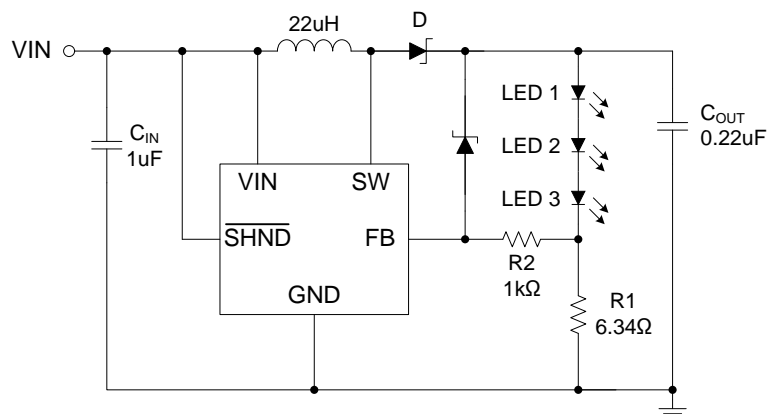 D
22uH
VIN
LED 1
C_IN
1uF
LED 2
C_OUT
0.22uF
VIN
SW
LED 3
SHND
FB
R2
1kΩ
GND
R1
6.34Ω